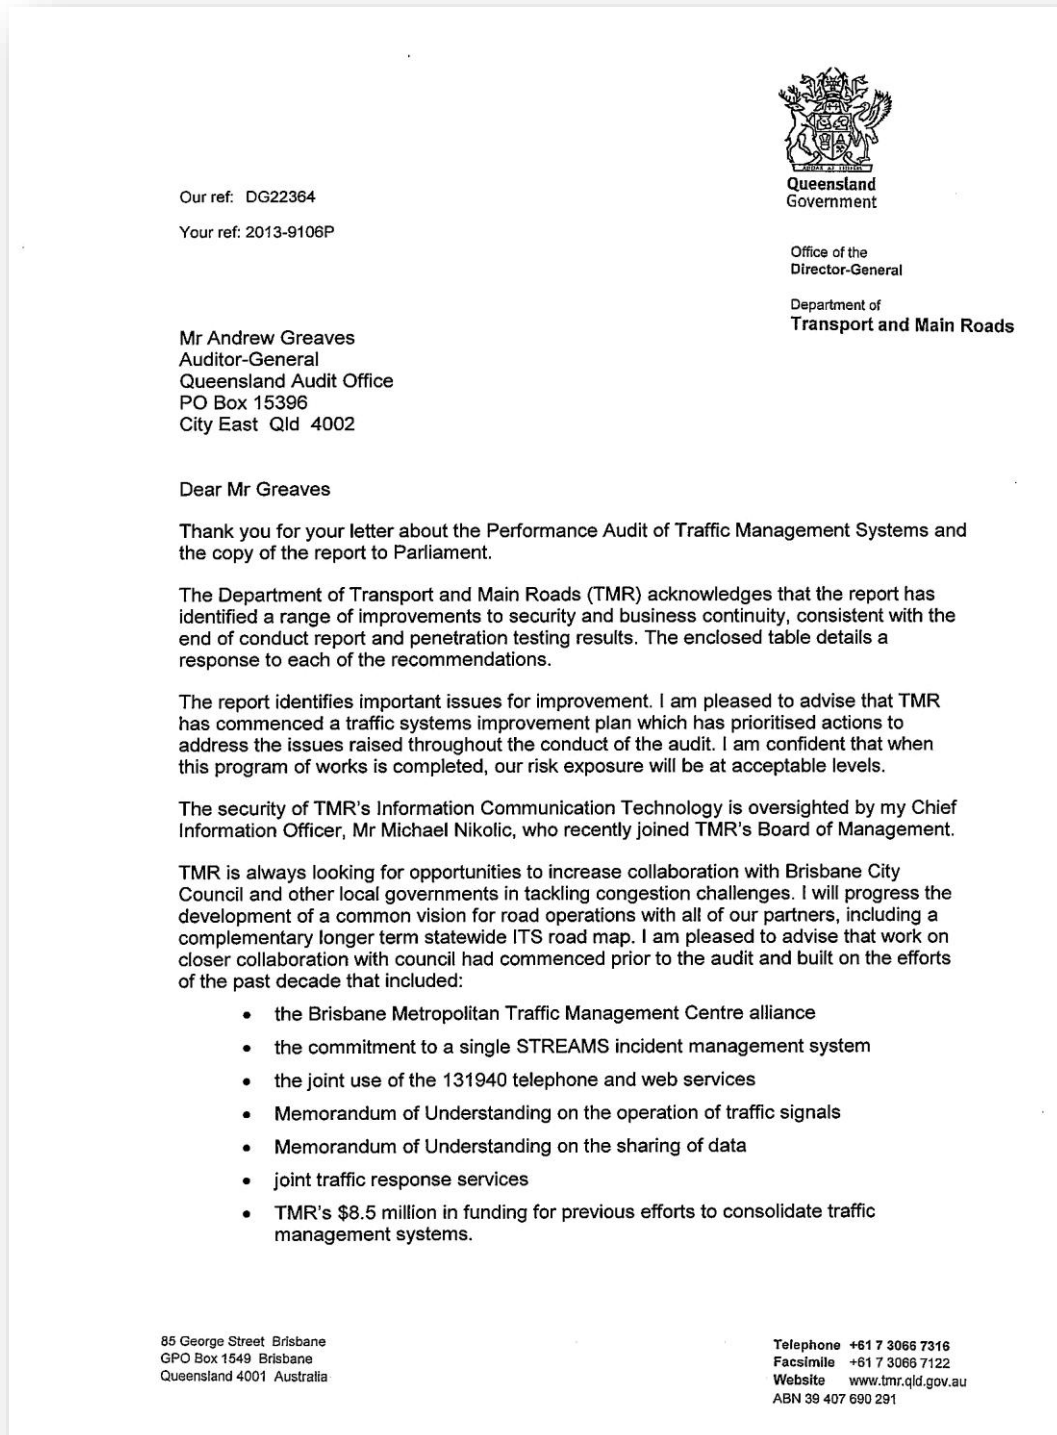 Queensland
Government
Our ref: DG22364
Your ref: 2013-9106P
Office of the
Director-General
Department of
Transport and Main Roads
Mr Andrew Greaves
Auditor-General
Queensland Audit Office
PO Box 15396
City East Qld 4002
Dear Mr Greaves
Thank you for your letter about the Performance Audit of Traffic Management Systems and
the copy of the report to Parliament.
The Department of Transport and Main Roads (TMR) acknowledges that the report has
identified a range of improvements to security and business continuity, consistent with the
end of conduct report and penetration testing results. The enclosed table details a
response to each of the recommendations.
The report identifies important issues for improvement. I am pleased to advise that TMR
has commenced a traffic systems improvement plan which has prioritised actions to
address the issues raised throughout the conduct of the audit. I am confident that when
this program of works is completed, our risk exposure will be at acceptable levels.
The security of TMR's Information Communication Technology is oversighted by my Chief
Information Officer, Mr Michael Nikolic, who recently joined TMR's Board of Management.
TMR is always looking for opportunities to increase collaboration with Brisbane City
Council and other local governments in tackling congestion challenges. I will progress the
development of a common vision for road operations with all of our partners, including a
complementary longer term statewide ITS road map. I am pleased to advise that work on
closer collaboration with council had commenced prior to the audit and built on the efforts
of the past decade that included:
• the Brisbane Metropolitan Traffic Management Centre alliance
• the commitment to a single STREAMS incident management system
• the joint use of the 131940 telephone and web services
• Memorandum of Understanding on the operation of traffic signals
• Memorandum of Understanding on the sharing of data
• joint traffic response services
• TMR's $8.5 million in funding for previous efforts to consolidate traffic
management systems.
85 George Street Brisbane
GPO Box 1549 Brisbane
Queensland 4001 Australia
Telephone +61 7 3066 7316
Facsimile +61 7 3066 7122
Website www.tmr.qld.gov.au
ABN 39 407 690 291